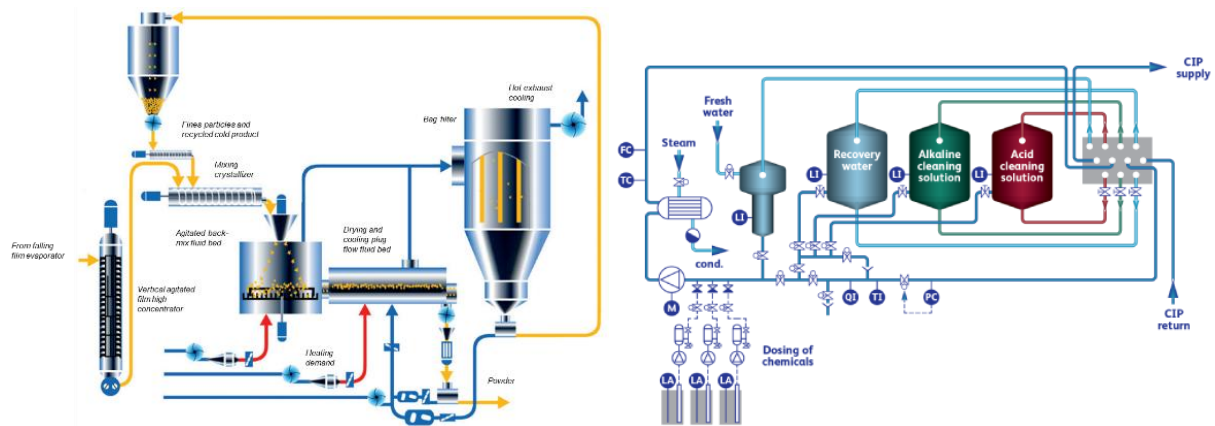 Fines particles and
recycled cold product
Mixing
crystallizer
Agitated back-
mix fluid bed
From falling
film evaporator
Vertical agitated
film high
concentrator
Drying and
cooling plug
flow fluid bed
Bag filter
Hot exhaust
cooling
Heating
demand
Powder
CIP
supply
Fresh
water
Steam
FC
TC
LI
cond.
M
LI
Recovery
water
LI
Alkaline
cleaning
solution
LI
Acid
cleaning
solution
QI
TI
PC
CIP
return
Dosing of
chemicals
LA
LA
LA